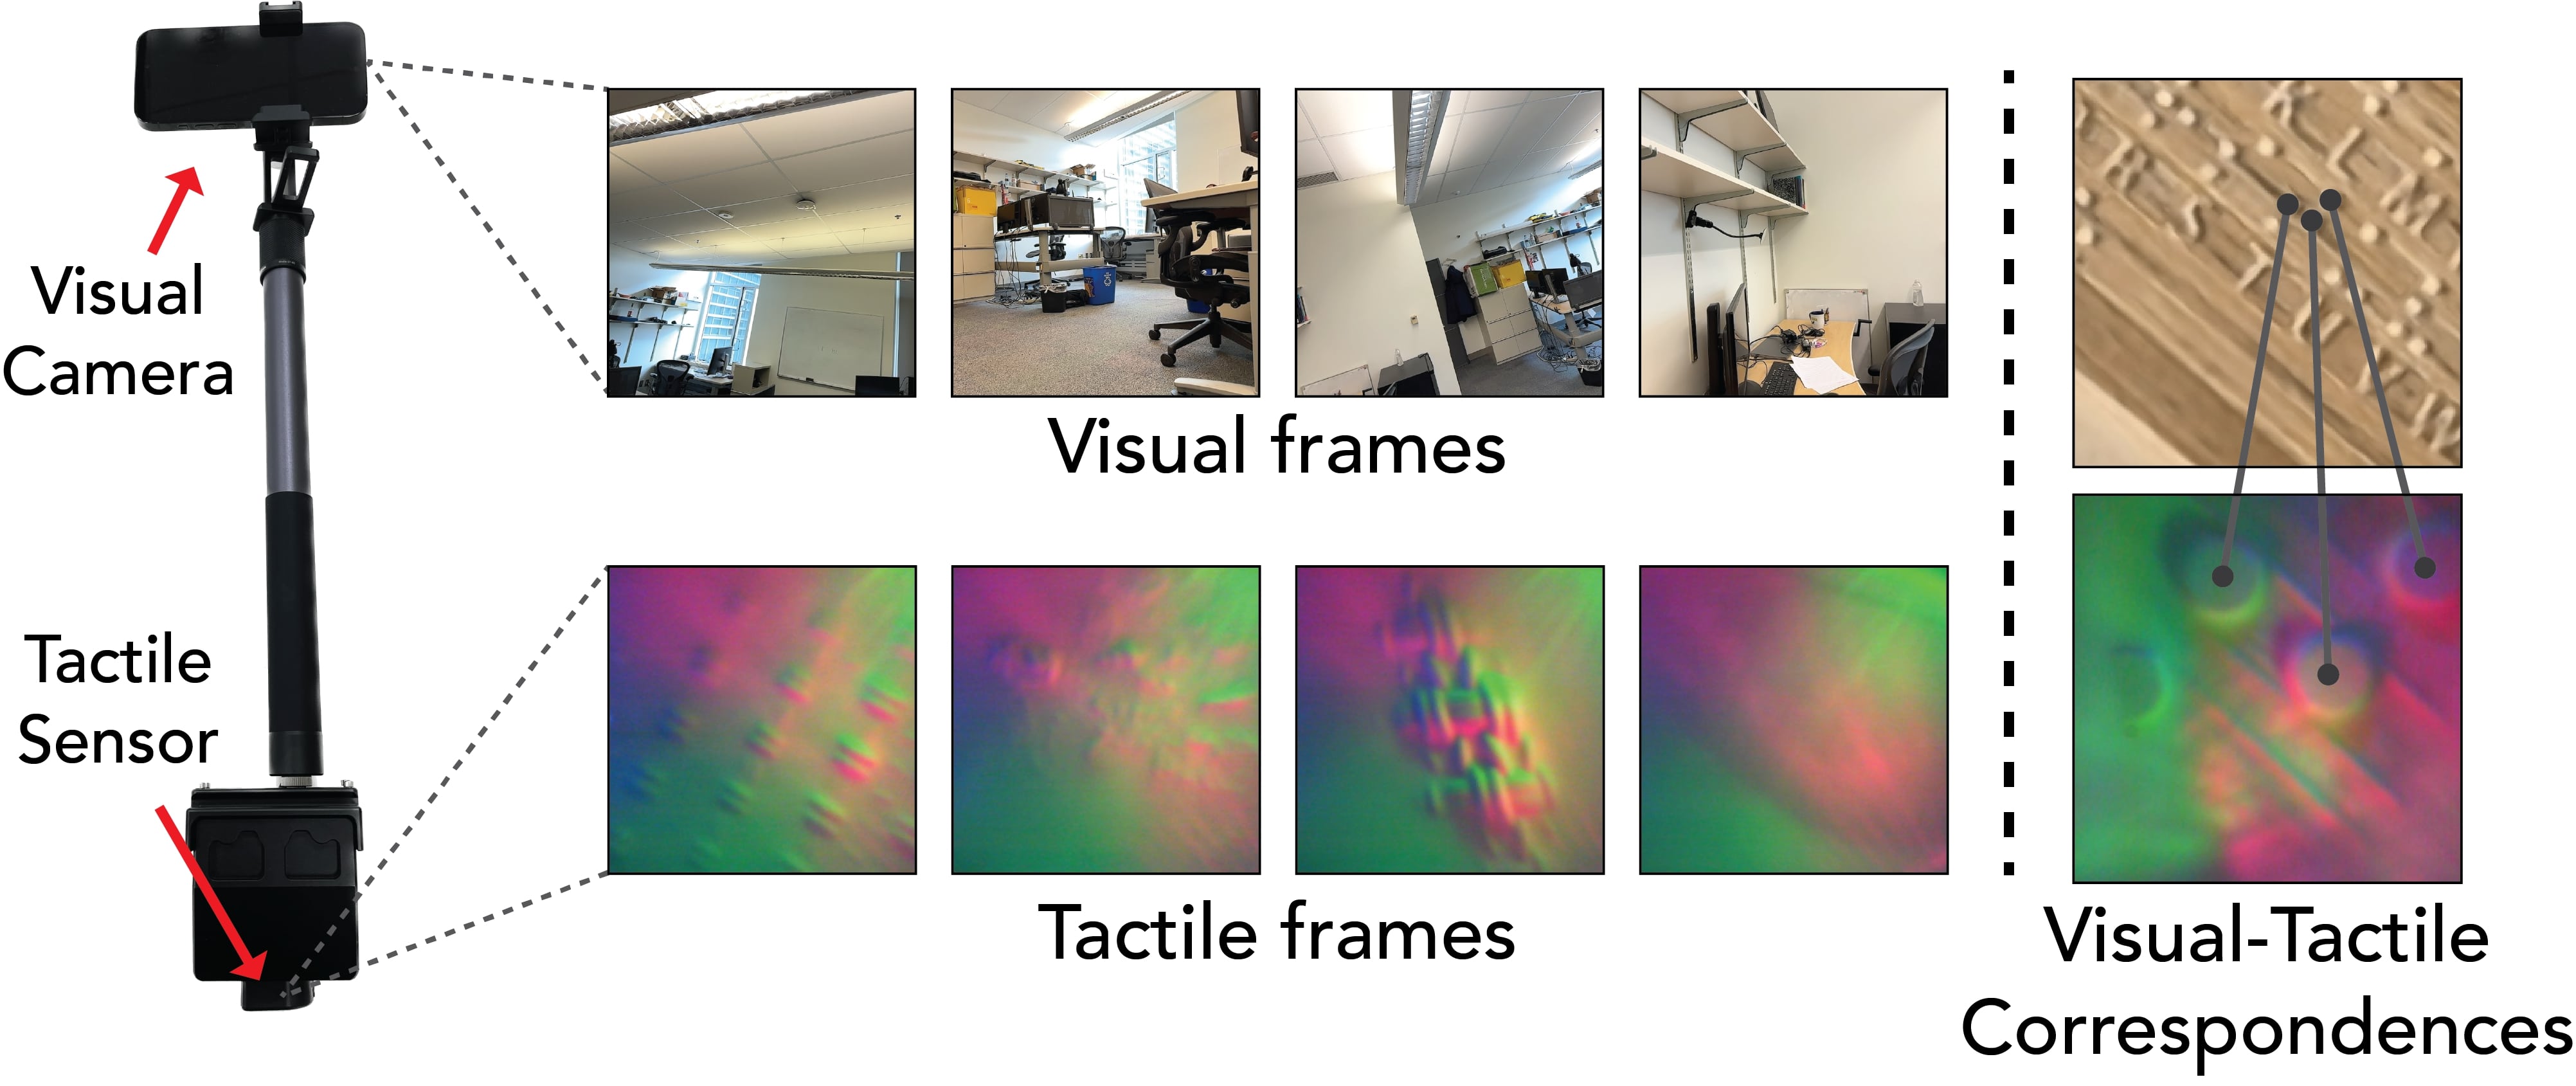 Visual
Camera
Tactile
Sensor
Visual frames
Tactile frames
K L M
R S T U V W
Visual-Tactile
Correspondences